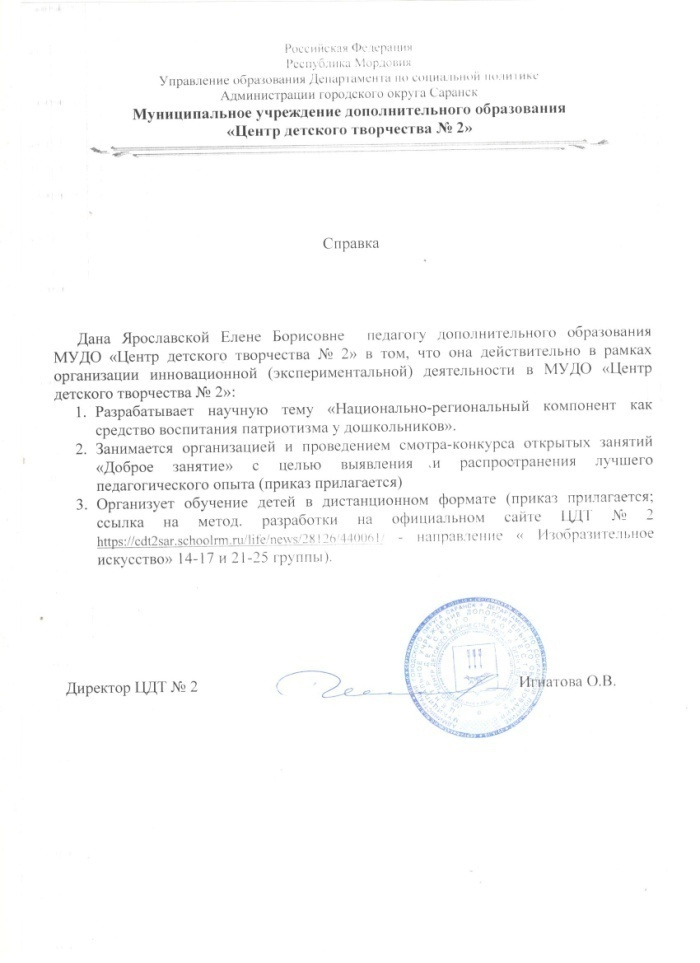 Российская Федерация
Республика Мордовия
Управление образования Департамента по социальной политике
Администрации городского округа Саранск
Муниципальное учреждение дополнительного образования
«Центр детского творчества № 2»
Справка
Дана Ярославской Елене Борисовне педагогу дополнительного образования
МУДО «Центр детского творчества № 2» в том, что она действительно в рамках
организации инновационной (экспериментальной) деятельности в МУДО «Центр
детского творчества № 2»:
1. Разрабатывает научную тему «Национально-региональный компонент как
средство воспитания патриотизма у дошкольников».
2. Занимается организацией и проведением смотра-конкурса открытых занятий
«Доброе занятие» с целью выявления и распространения лучшего
педагогического опыта (приказ прилагается)
3. Организует обучение детей в дистанционном формате (приказ прилагается;
ссылка на метод. разработки на официальном сайте ЦДТ № 2
https://cdt2sar.schoolrm.ru/life/news/28126/440061/ - направление « Изобразительное
искусство» 14-17 и 21-25 группы).
Директор ЦДТ № 2 Игнатова О.В.